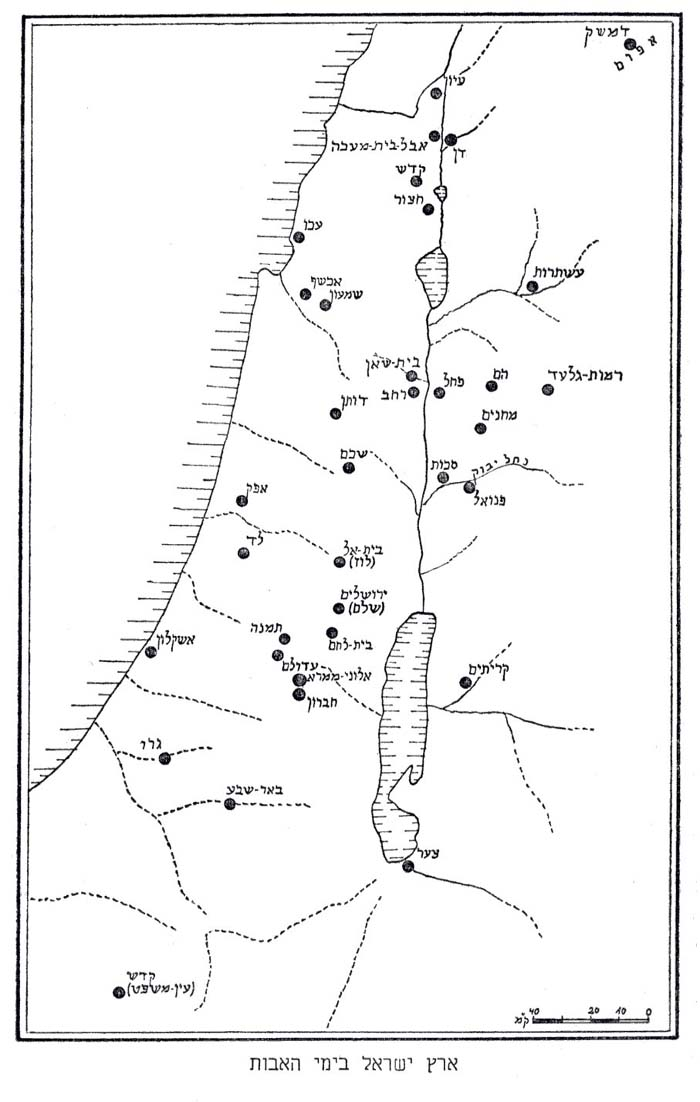 דמשק
אפום
עיון
אבל-בית-מעכה
דן
קדש
חצור
עכו
עשתרות
אכשף
שמעון
בית-שאן
רחב
פחל
הם
רמות-גלעד
דותן
מחנים
שכם
סכות
נחל יבוק
פנואל
אפק
לד
בית-אל
(לוז)
ירושלים
(שלם)
תמנה
בית-לחם
אשקלון
עדולם
אלוני-ממרא
חברון
קריתים
גרר
באר-שבע
צער
קדש
(עין-משפט)
ק"מ 40 20 10 0
ארץ ישראל בימי האבות